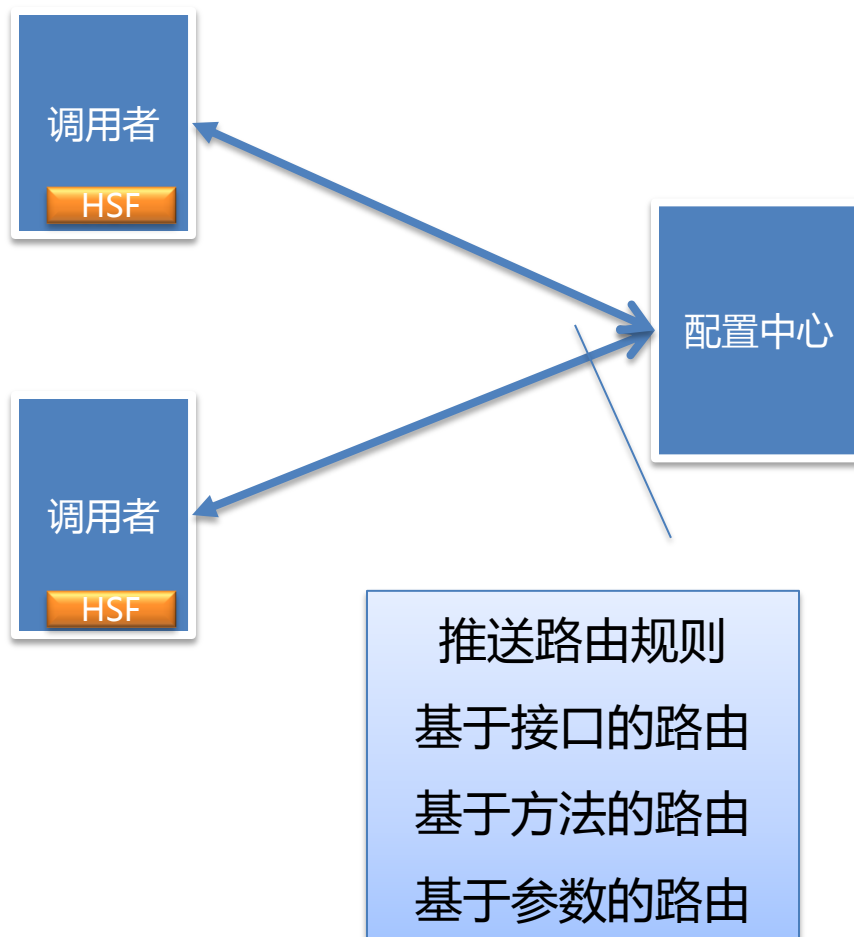 调用者
HSF
配置中心
调用者
HSF
推送路由规则
基于接口的路由
基于方法的路由
基于参数的路由